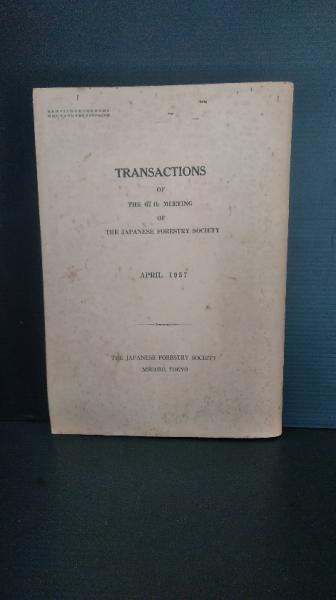 TRANSACTIONS
OF
THE 67 th MEETING
OF
THE JAPANESE FORESTRY SOCIETY
APRIL 1957
THE JAPANESE FORESTRY SOCIETY
MEGURO, TOKYO